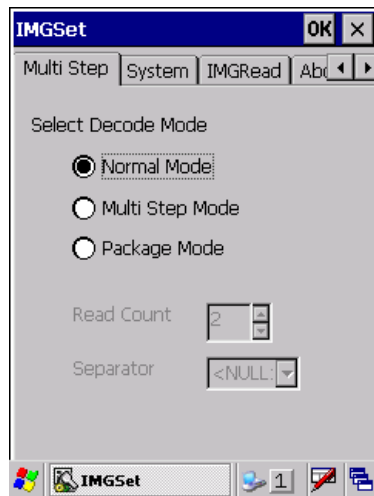 IMGSet OK
Multi Step System IMGRead
Select Decode Mode
Normal Mode
Multi Step Mode
Package Mode
Read Count 2
Separator <NULL:
IMGSet 1